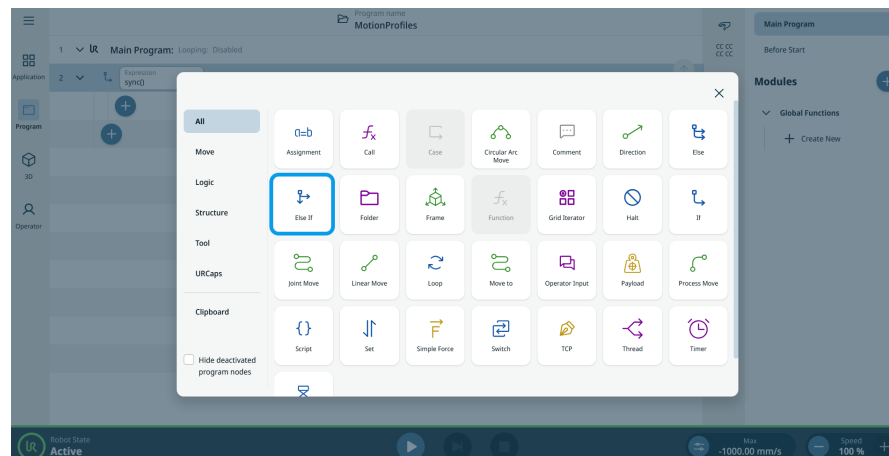 Program name
MotionProfiles
1 Main Program: Looping: Disabled
2 Expression
sync()
Application
Program
3D
Operator
CC CC
CC CC
Main Program
Before Start
Modules
Global Functions
Create New
All
Move
Logic
Structure
Tool
URCaps
Clipboard
Hide deactivated
program nodes
a=b
Assignment
Call
Case
Circular Arc
Move
Comment
Direction
Else
Else If
Folder
Frame
Function
Grid Iterator
Halt
If
Joint Move
Linear Move
Loop
Move to
Operator Input
Payload
Process Move
Script
Set
Simple Force
Switch
TCP
Thread
Timer
Robot State
Active
Max
-1000.00 mm/s
Speed
100 %